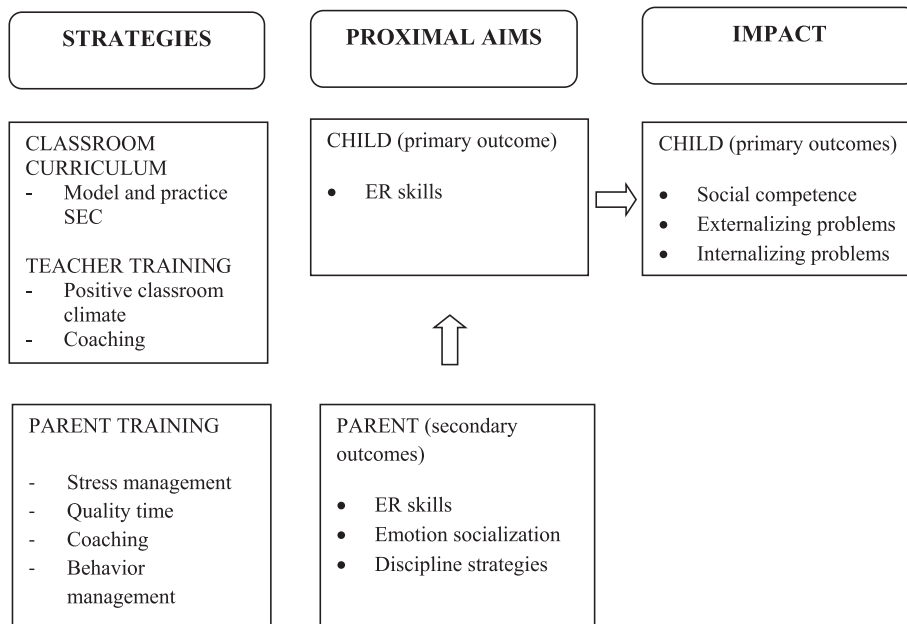 STRATEGIES
PROXIMAL AIMS
IMPACT
CLASSROOM
CURRICULUM
- Model and practice
SEC
TEACHER TRAINING
- Positive classroom
climate
- Coaching
CHILD (primary outcome)
• ER skills
CHILD (primary outcomes)
• Social competence
• Externalizing problems
• Internalizing problems
PARENT TRAINING
- Stress management
- Quality time
- Coaching
- Behavior
management
PARENT (secondary
outcomes)
• ER skills
• Emotion socialization
• Discipline strategies